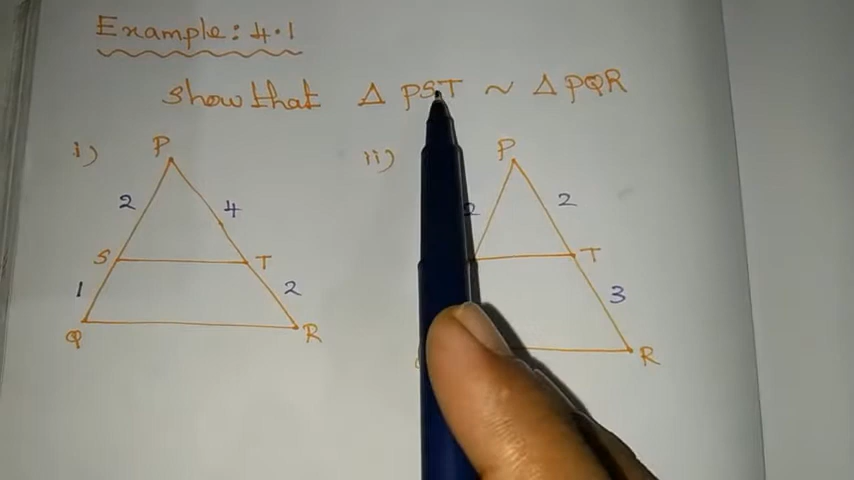 Example: 4.1
show that Δ PST ~ Δ PQR
i) P ii) P
2 4 2 2
S T T
1 2 3
Q R R